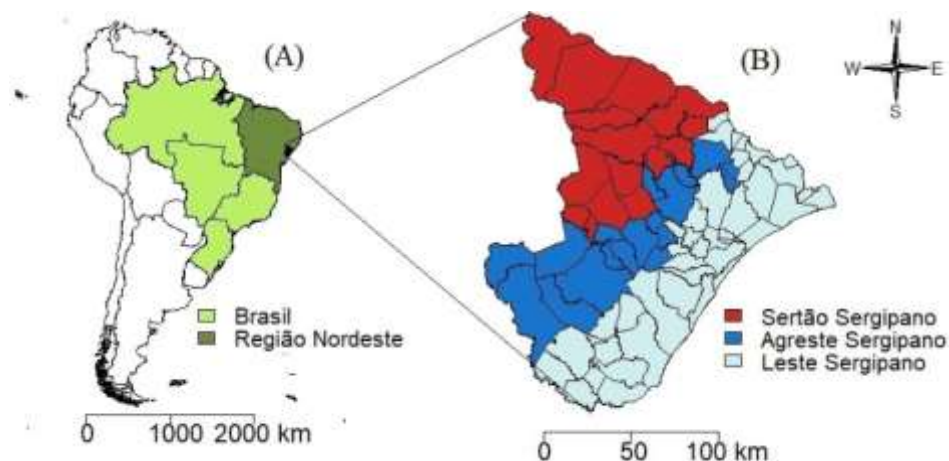 (A)
(B)
N
W E
S
Brasil
Região Nordeste
Sertão Sergipano
Agreste Sergipano
Leste Sergipano
0 1000 2000 km
0 50 100 km